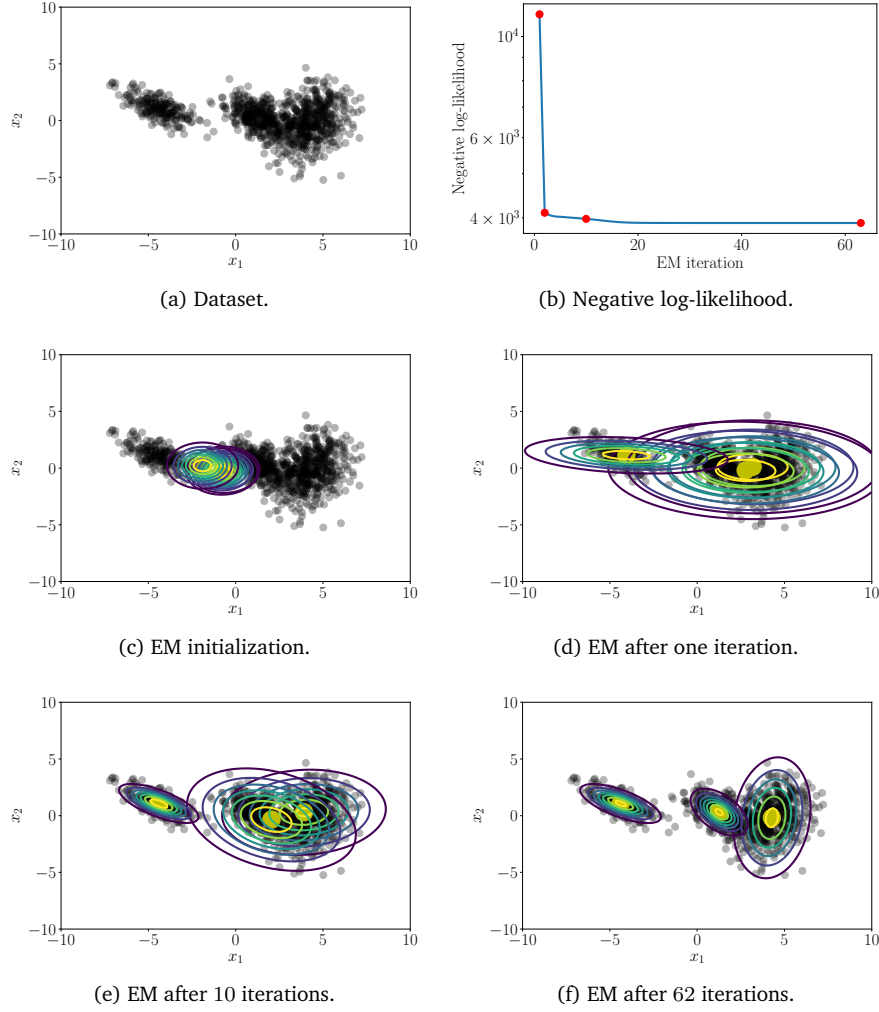 10
5
0
−5
−10
x2
−10 −5 0 5 10
x1
(a) Dataset.
10^4
6 × 10^3
4 × 10^3
Negative log-likelihood
0 20 40 60
EM iteration
(b) Negative log-likelihood.
10
5
0
−5
−10
x2
−10 −5 0 5 10
x1
(c) EM initialization.
10
5
0
−5
−10
x2
−10 −5 0 5 10
x1
(d) EM after one iteration.
10
5
0
−5
−10
x2
−10 −5 0 5 10
x1
(e) EM after 10 iterations.
10
5
0
−5
−10
x2
−10 −5 0 5 10
x1
(f) EM after 62 iterations.